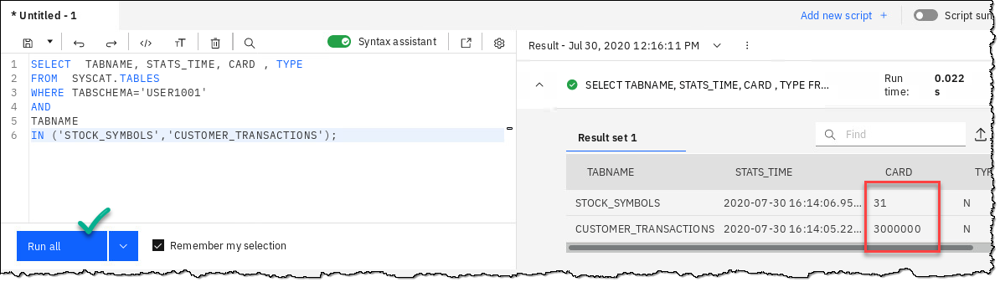 * Untitled - 1
Add new script +
Script sun
Syntax assistant
1 SELECT  TABNAME, STATS_TIME, CARD , TYPE
2 FROM  SYSCAT.TABLES
3 WHERE TABSCHEMA='USER1001'
4 AND
5 TABNAME
6 IN ('STOCK_SYMBOLS','CUSTOMER_TRANSACTIONS');
Run all
Remember my selection
Result - Jul 30, 2020 12:16:11 PM
SELECT TABNAME, STATS_TIME, CARD , TYPE FR...
Run time: 0.022 s
Result set 1
Find
TABNAME STATS_TIME CARD TYP
STOCK_SYMBOLS 2020-07-30 16:14:06.95... 31 N
CUSTOMER_TRANSACTIONS 2020-07-30 16:14:05.22... 3000000 N